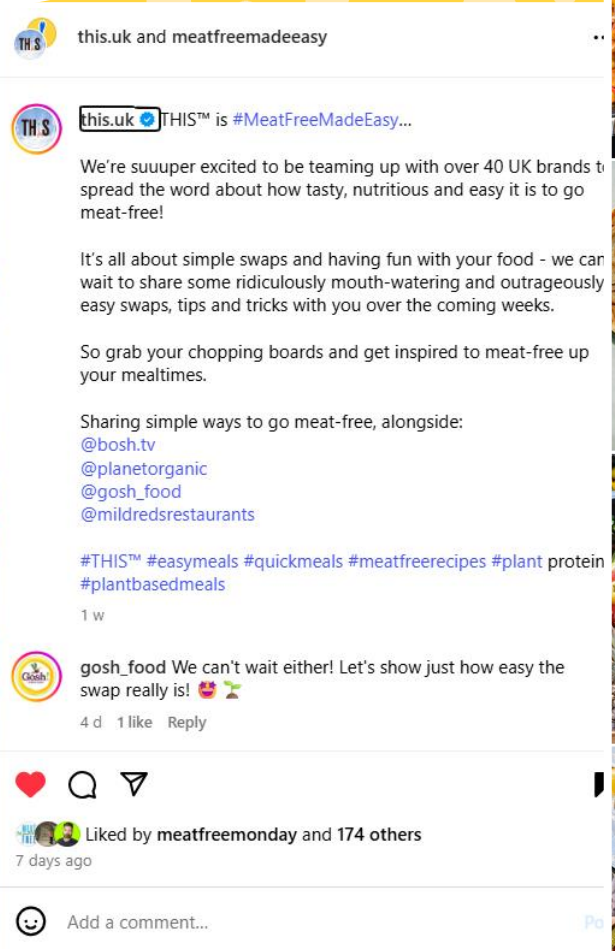 THIS
this.uk and meatfreemadeeasy
THIS
this.uk THIS™ is #MeatFreeMadeEasy...
We're suuuper excited to be teaming up with over 40 UK brands to
spread the word about how tasty, nutritious and easy it is to go
meat-free!
It's all about simple swaps and having fun with your food - we can
wait to share some ridiculously mouth-watering and outrageously
easy swaps, tips and tricks with you over the coming weeks.
So grab your chopping boards and get inspired to meat-free up
your mealtimes.
Sharing simple ways to go meat-free, alongside:
@bosh.tv
@planetorganic
@gosh_food
@mildredsrestaurants
#THIS™ #easymeals #quickmeals #meatfreerecipes #plant protein
#plantbasedmeals
1 w
Gosh!
gosh_food We can't wait either! Let's show just how easy the
swap really is! 🤩 🌱
4 d 1 like Reply
Liked by meatfreemonday and 174 others
7 days ago
Add a comment...
Po